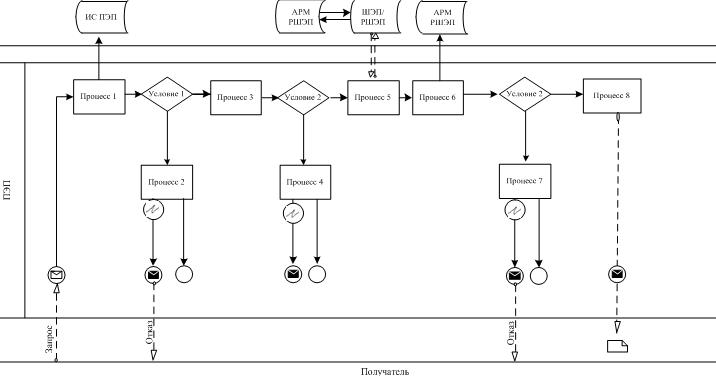 ИС ПЭП
АРМ
РШЭП
ШЭП/
РШЭП
АРМ
РШЭП
ПЭП
Процесс 1
Условие 1
Процесс 3
Условие 2
Процесс 5
Процесс 6
Условие 2
Процесс 8
Процесс 2
Процесс 4
Процесс 7
Запрос
Отказ
Отказ
Получатель